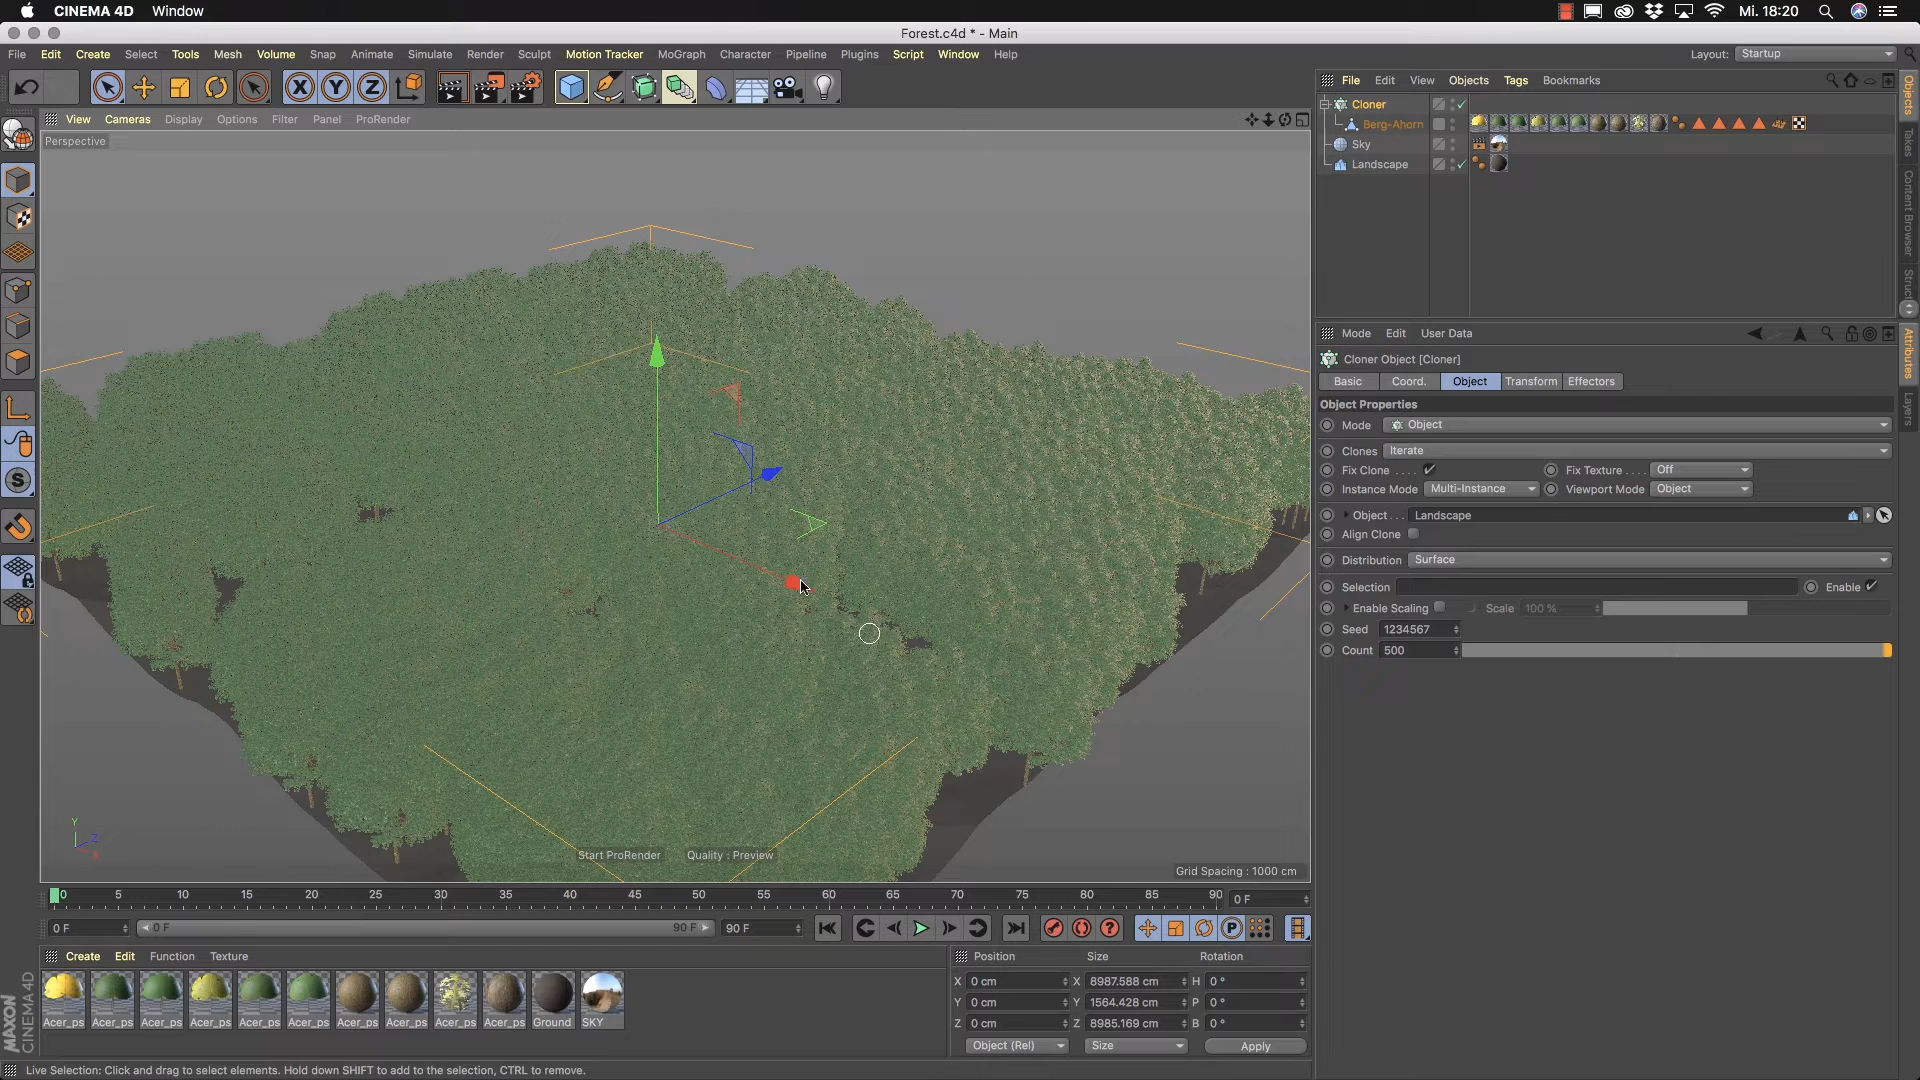 CINEMA 4D Window Mi. 18:20
Forest.c4d * - Main
File Edit Create Select Tools Mesh Volume Snap Animate Simulate Render Sculpt Motion Tracker MoGraph Character Pipeline Plugins Script Window Help Layout: Startup
X Y Z
File Edit View Objects Tags Bookmarks
View Cameras Display Options Filter Panel ProRender
Perspective
Cloner
Berg-Ahorn
Sky
Landscape
Objects
Takes
Content Browser
Struct
Mode Edit User Data
Attributes
Layers
Cloner Object [Cloner]
Basic Coord. Object Transform Effectors
Object Properties
Mode Object
Clones Iterate
Fix Clone . . . . Fix Texture . . . . Off
Instance Mode Multi-Instance Viewport Mode Object
Object . . . Landscape
Align Clone
Distribution Surface
Selection Enable
Enable Scaling Scale 100 %
Seed 1234567
Count 500
S
Y
Z
X
Start ProRender Quality : Preview
Grid Spacing : 1000 cm
0 5 10 15 20 25 30 35 40 45 50 55 60 65 70 75 80 85 90 0 F
0 F 0 F 90 F 90 F
P
Create Edit Function Texture
Position Size Rotation
X 0 cm X 8987.588 cm H 0 °
Y 0 cm Y 1564.428 cm P 0 °
Z 0 cm Z 8985.169 cm B 0 °
Object (Rel) Size Apply
Acer_ps Acer_ps Acer_ps Acer_ps Acer_ps Acer_ps Acer_ps Acer_ps Acer_ps Acer_ps Ground SKY
MAXON
CINEMA 4D
Live Selection: Click and drag to select elements. Hold down SHIFT to add to the selection, CTRL to remove.